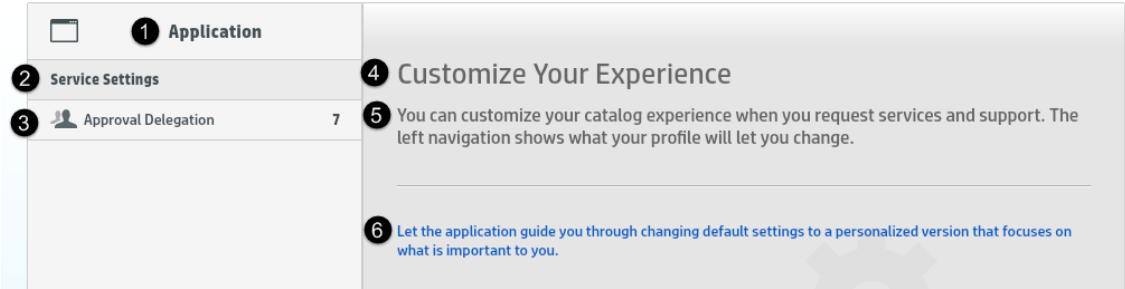 1 Application
2 Service Settings
3 Approval Delegation 7
4 Customize Your Experience
5 You can customize your catalog experience when you request services and support. The
left navigation shows what your profile will let you change.
6 Let the application guide you through changing default settings to a personalized version that focuses on
what is important to you.